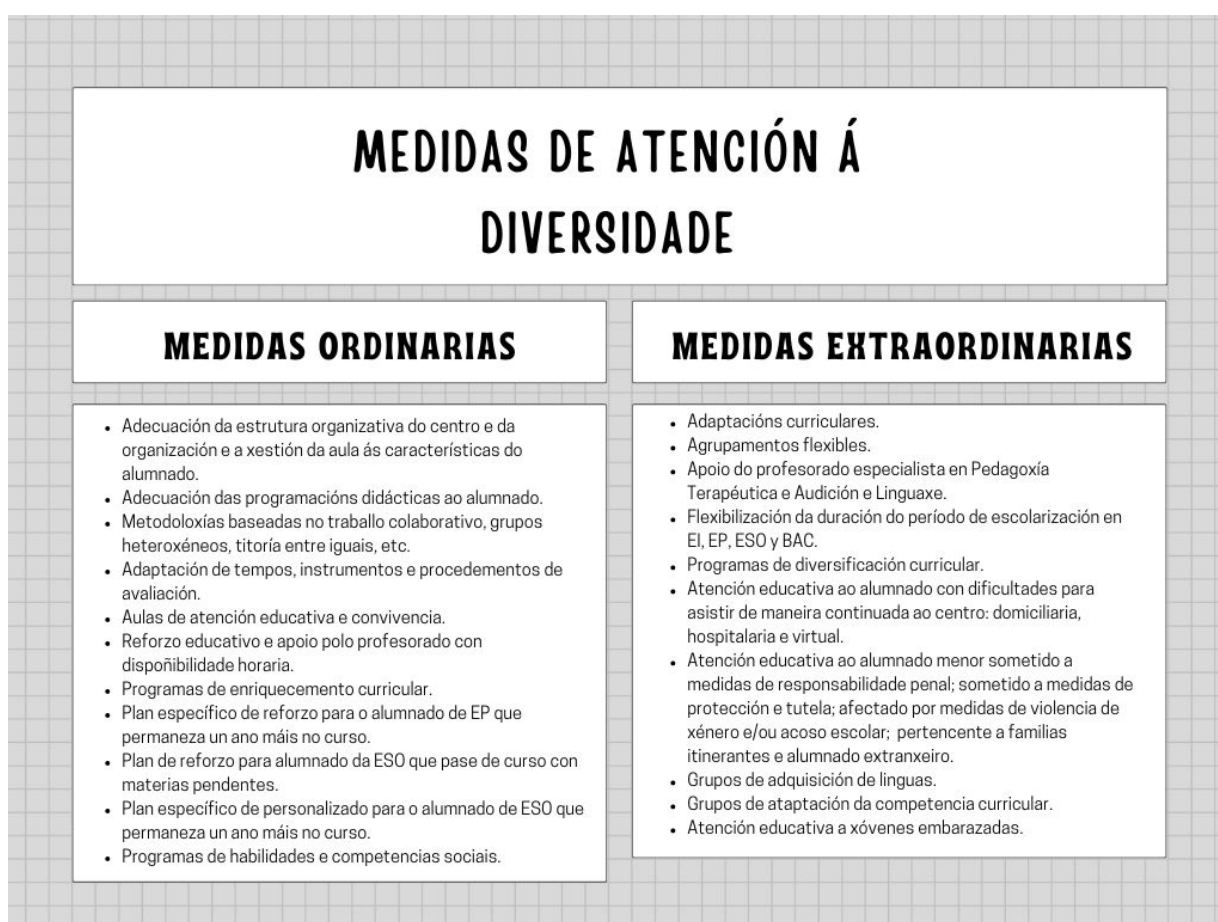 MEDIDAS DE ATENCIÓN Á
DIVERSIDADE
MEDIDAS ORDINARIAS
• Adecuación da estrutura organizativa do centro e da
organización e a xestión da aula ás características do
alumnado.
• Adecuación das programacións didácticas ao alumnado.
• Metodoloxías baseadas no traballo colaborativo, grupos
heteroxéneos, titoría entre iguais, etc.
• Adaptación de tempos, instrumentos e procedementos de
avaliación.
• Aulas de atención educativa e convivencia.
• Reforzo educativo e apoio polo profesorado con
dispoñibilidade horaria.
• Programas de enriquecemento curricular.
• Plan específico de reforzo para o alumnado de EP que
permaneza un ano máis no curso.
• Plan de reforzo para alumnado da ESO que pase de curso con
materias pendentes.
• Plan específico de personalizado para o alumnado de ESO que
permaneza un ano máis no curso.
• Programas de habilidades e competencias sociais.
MEDIDAS EXTRAORDINARIAS
• Adaptacións curriculares.
• Agrupamentos flexibles.
• Apoio do profesorado especialista en Pedagoxía
Terapéutica e Audición e Linguaxe.
• Flexibilización da duración do período de escolarización en
EI, EP, ESO y BAC.
• Programas de diversificación curricular.
• Atención educativa ao alumnado con dificultades para
asistir de maneira continuada ao centro: domiciliaria,
hospitalaria e virtual.
• Atención educativa ao alumnado menor sometido a
medidas de responsabilidade penal; sometido a medidas de
protección e tutela; afectado por medidas de violencia de
xénero e/ou acoso escolar;  pertencente a familias
itinerantes e alumnado extranxeiro.
• Grupos de adquisición de linguas.
• Grupos de ataptación da competencia curricular.
• Atención educativa a xóvenes embarazadas.